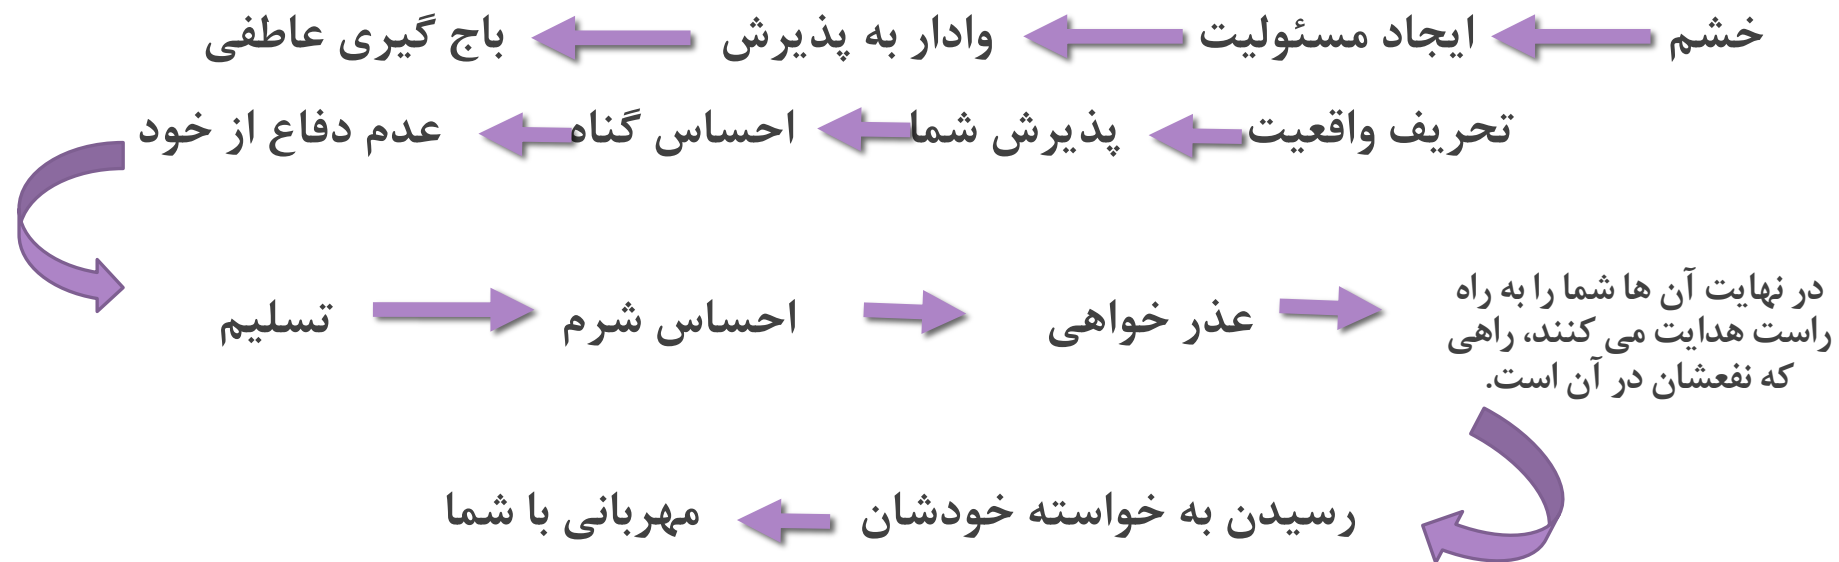 خشم ایجاد مسئولیت وادار به پذیرش باج گیری عاطفی
تحریف واقعیت پذیرش شما احساس گناه عدم دفاع از خود
تسلیم احساس شرم عذر خواهی
در نهایت آن ها شما را به راه
راست هدایت می کنند، راهی
که نفعشان در آن است.
رسیدن به خواسته خودشان مهربانی با شما